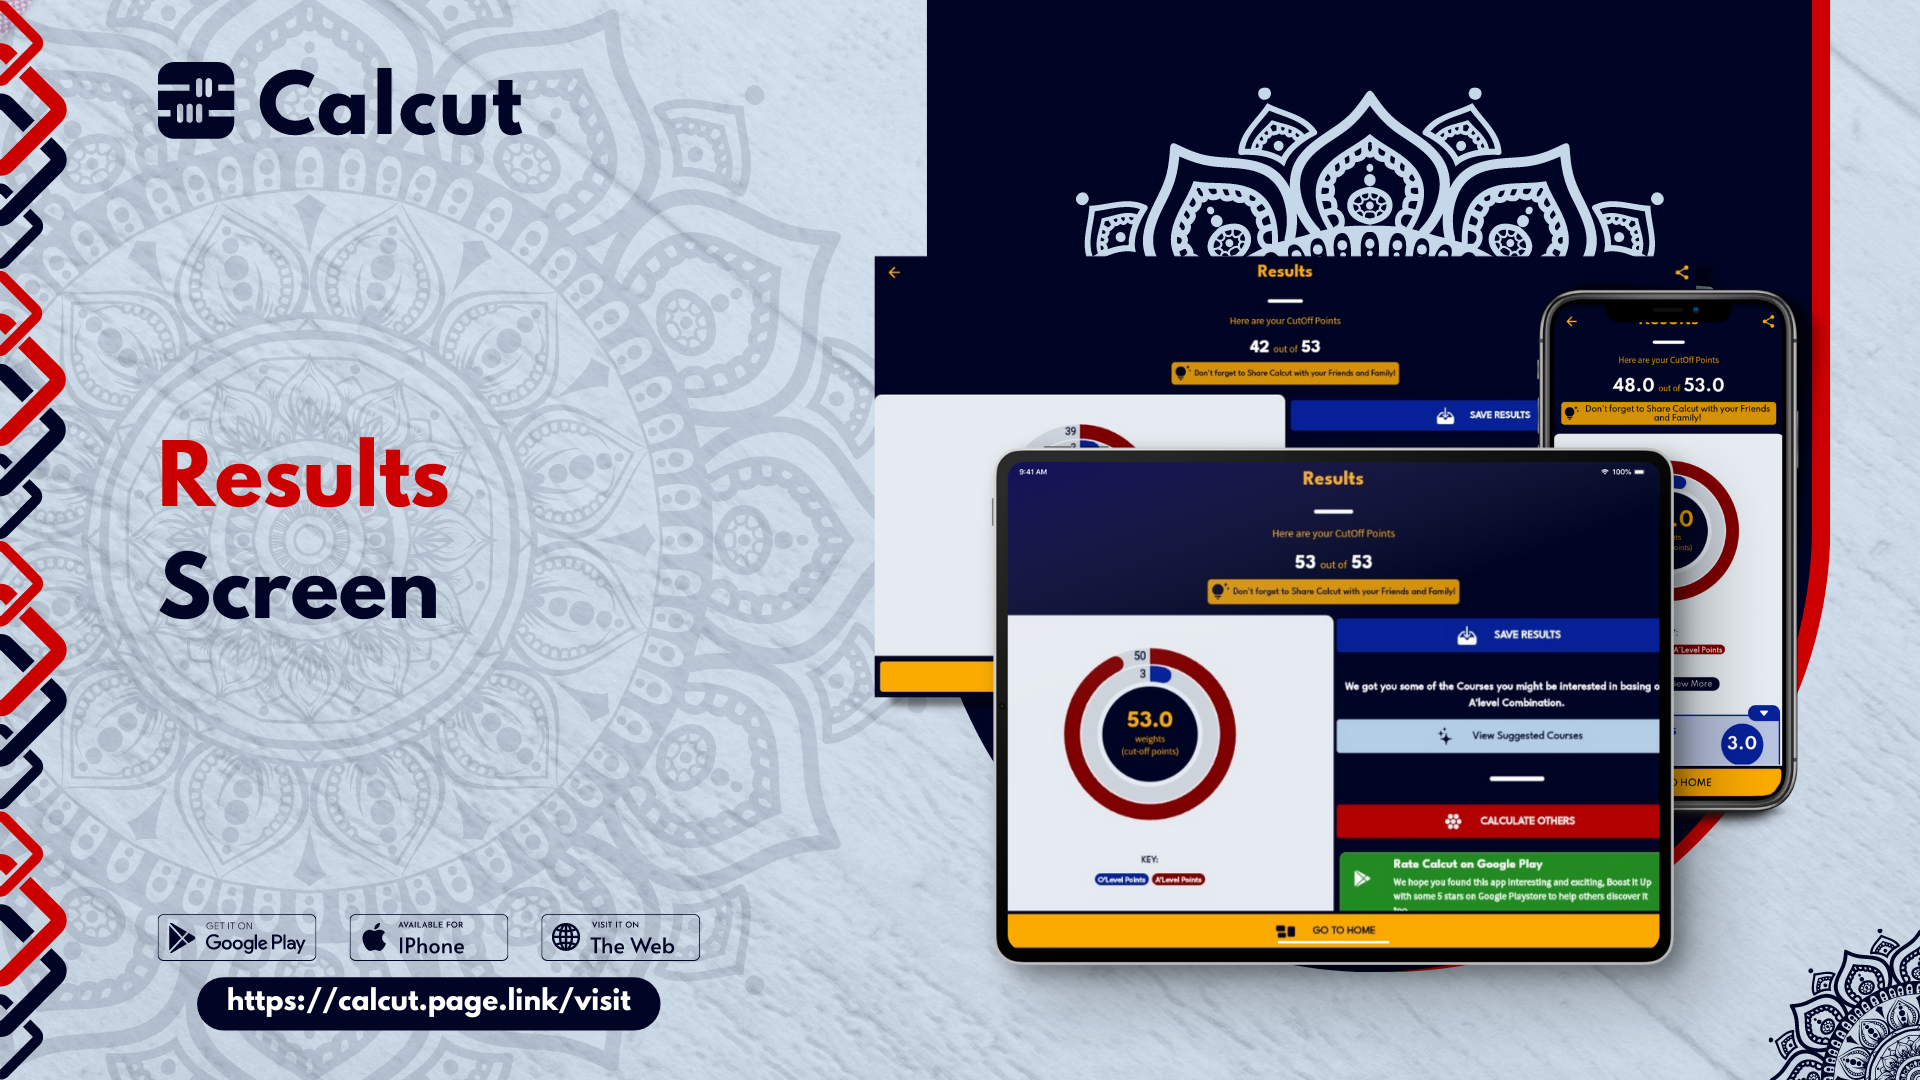 Calcut
Results
Screen
GET IT ON
Google Play
AVAILABLE FOR
IPhone
VISIT IT ON
The Web
https://calcut.page.link/visit
Results
Here are your CutOff Points
42 out of 53
Don't forget to Share Calcut with your Friends and Family!
SAVE RESULTS
39
Here are your CutOff Points
48.0 out of 53.0
Don't forget to Share Calcut with your Friends
and Family!
.0
A'Level Points
3.0
HOME
9:41 AM
100%
Results
Here are your CutOff Points
53 out of 53
Don't forget to Share Calcut with your Friends and Family!
50
3
53.0
weights
(cut-off points)
KEY:
O'Level Points
A'Level Points
SAVE RESULTS
We got you some of the Courses you might be interested in basing o
A'level Combination.
View Suggested Courses
CALCULATE OTHERS
Rate Calcut on Google Play
We hope you found this app interesting and exciting, Boost It Up
with some 5 stars on Google Playstore to help others discover it
GO TO HOME